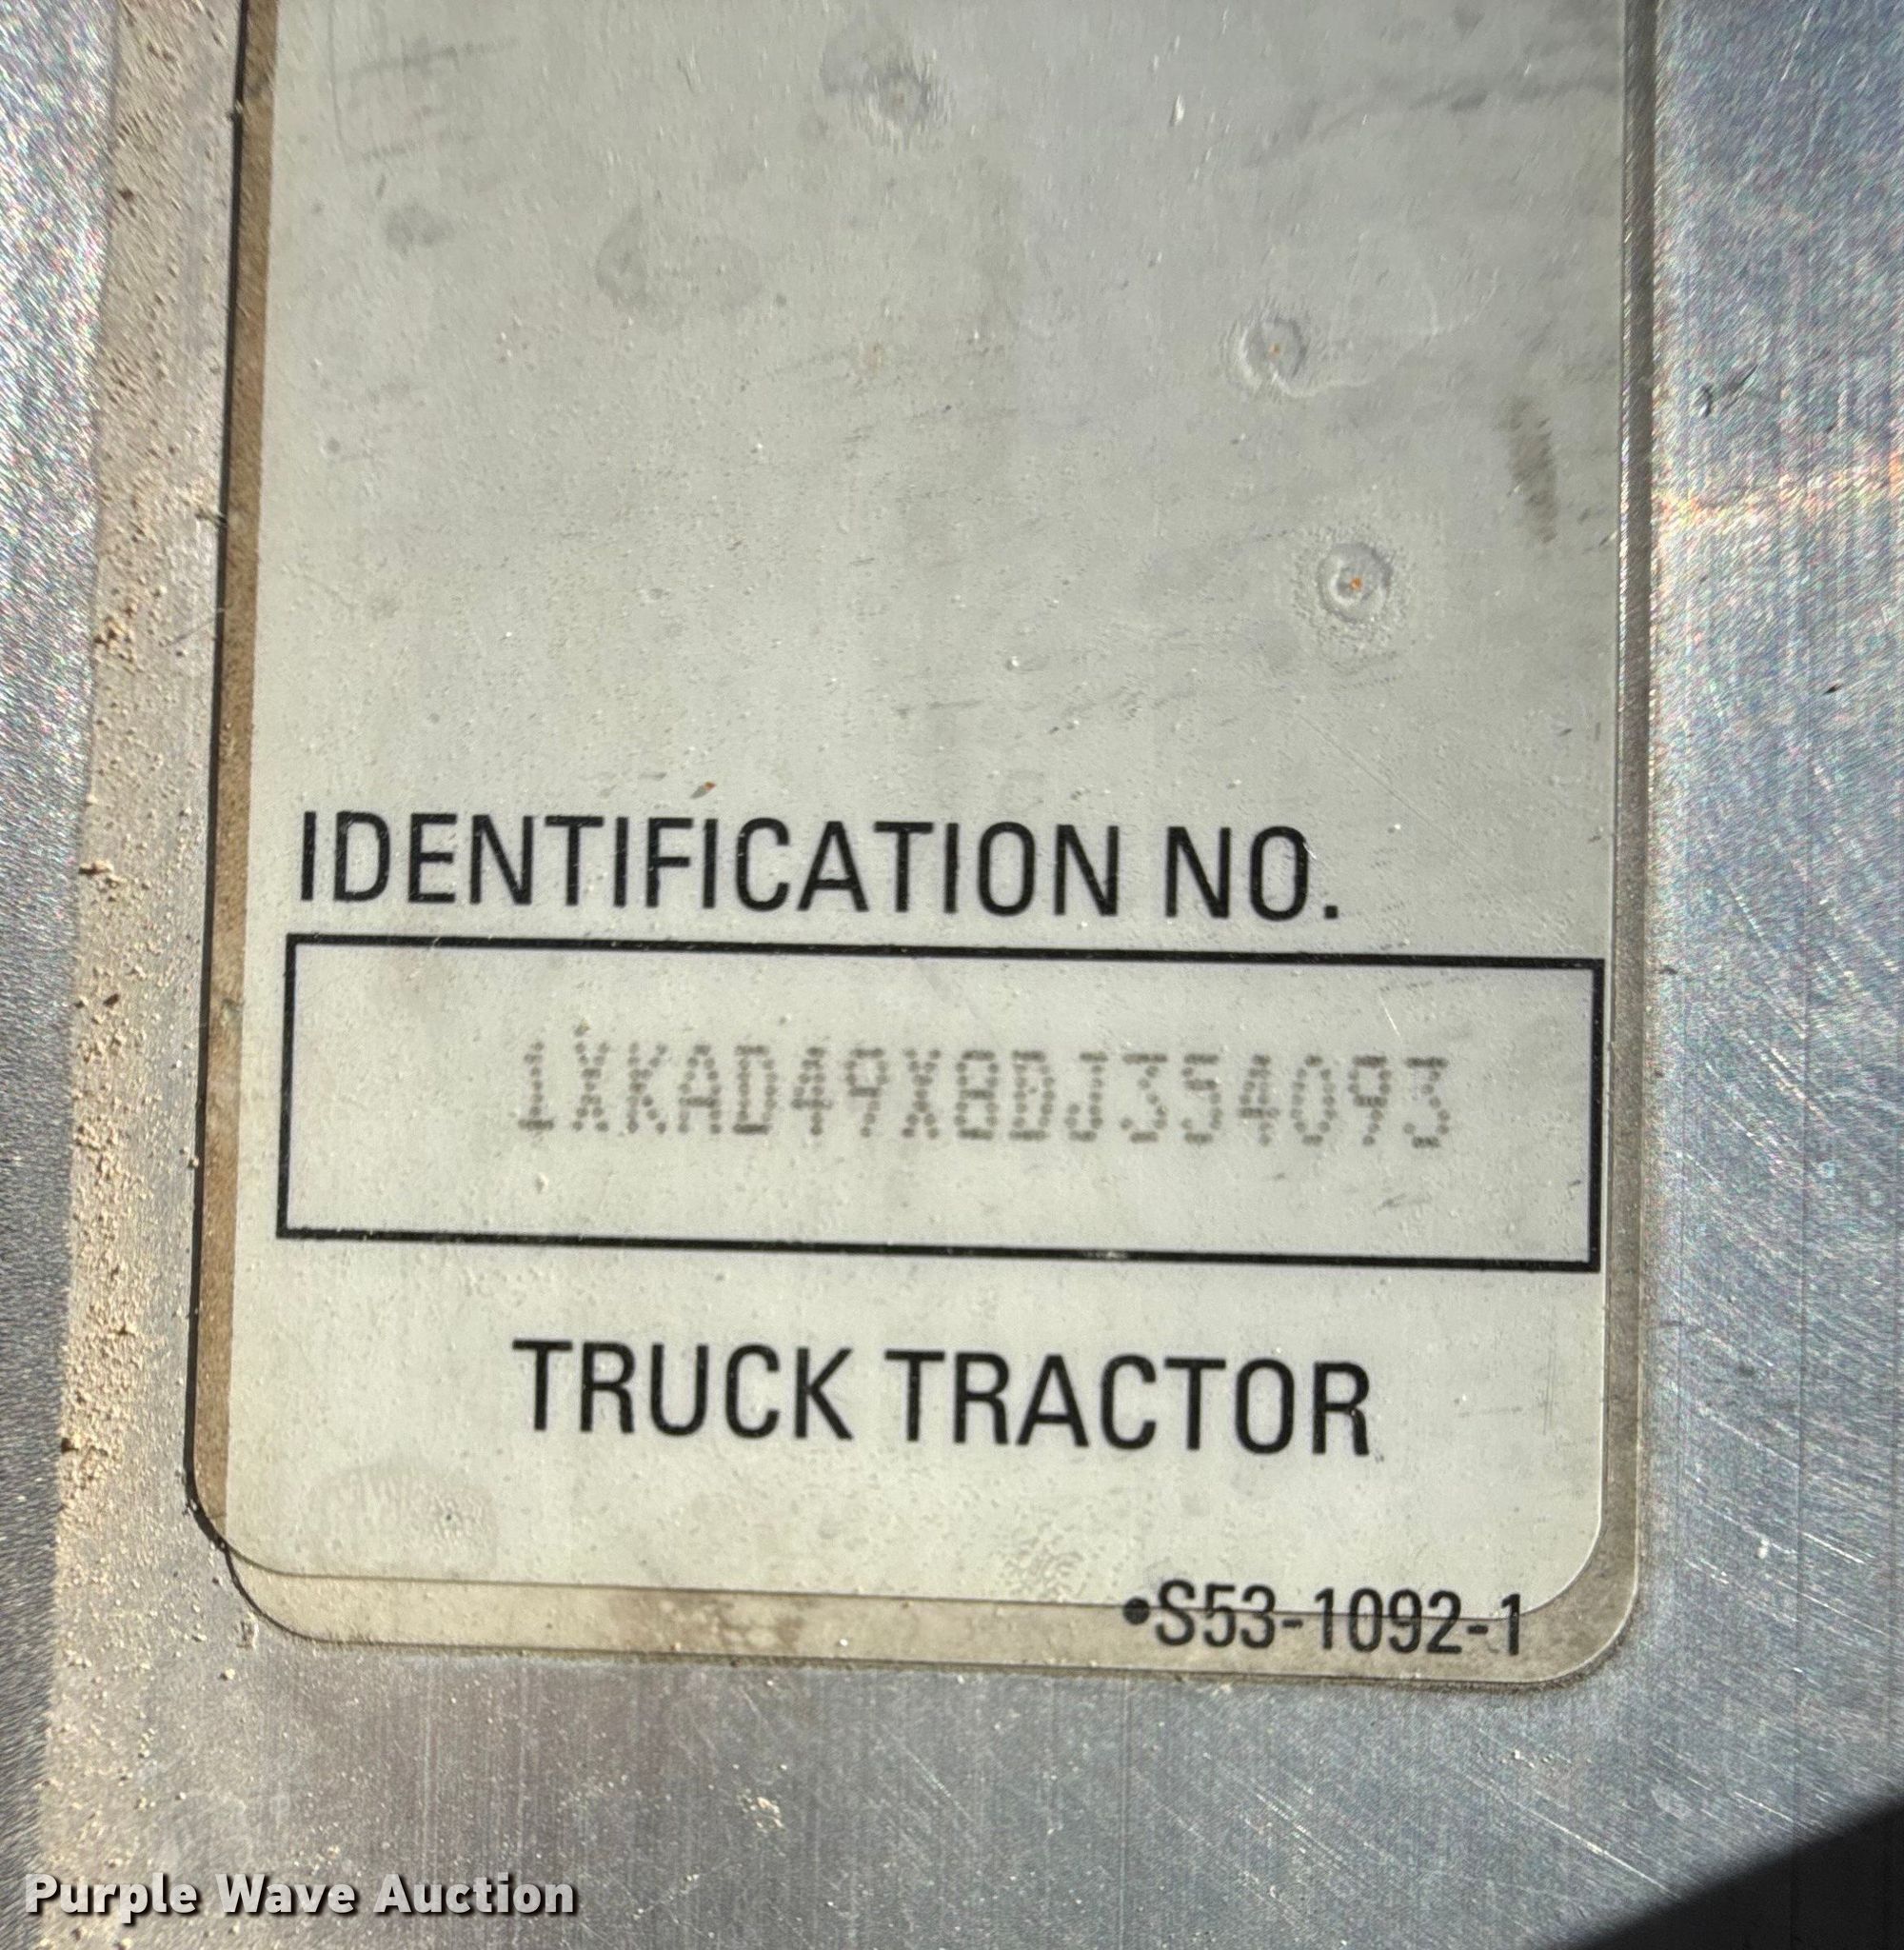 IDENTIFICATION NO.
1XKAD49X8DJ354093
TRUCK TRACTOR
•S53-1092-1
Purple Wave Auction